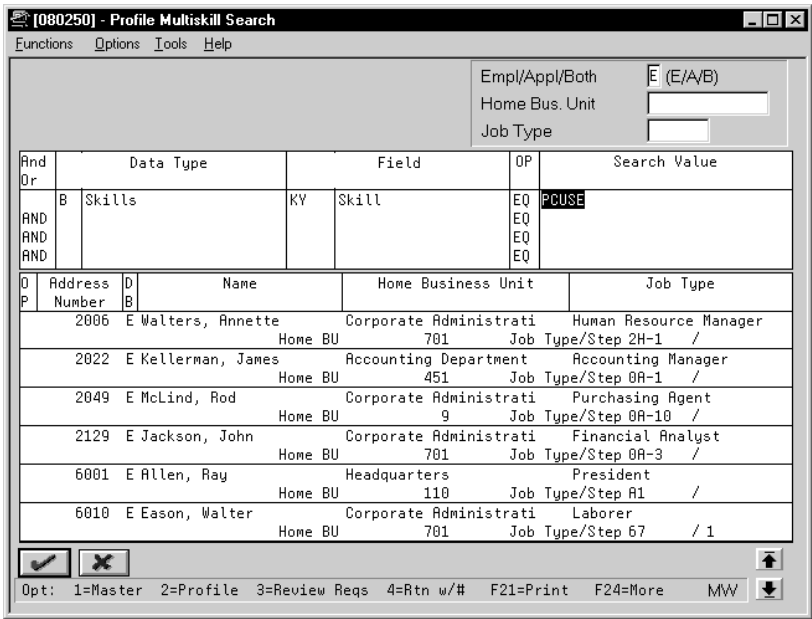 [080250] - Profile Multiskill Search
Functions Options Tools Help
Empl/Appl/Both E (E/A/B)
Home Bus. Unit
Job Type
And Or Data Type Field OP Search Value
B Skills KY Skill EQ PCUSE
AND EQ
AND EQ
AND EQ
O P Address Number D B Name Home Business Unit Job Type
2006 E Walters, Annette Corporate Administrati Human Resource Manager
Home BU 701 Job Type/Step 2H-1 /
2022 E Kellerman, James Accounting Department Accounting Manager
Home BU 451 Job Type/Step 0A-1 /
2049 E McLind, Rod Corporate Administrati Purchasing Agent
Home BU 9 Job Type/Step 0A-10 /
2129 E Jackson, John Corporate Administrati Financial Analyst
Home BU 701 Job Type/Step 0A-3 /
6001 E Allen, Ray Headquarters President
Home BU 110 Job Type/Step A1 /
6010 E Eason, Walter Corporate Administrati Laborer
Home BU 701 Job Type/Step 67 / 1
Opt: 1=Master 2=Profile 3=Review Reqs 4=Rtn w/# F21=Print F24=More MW